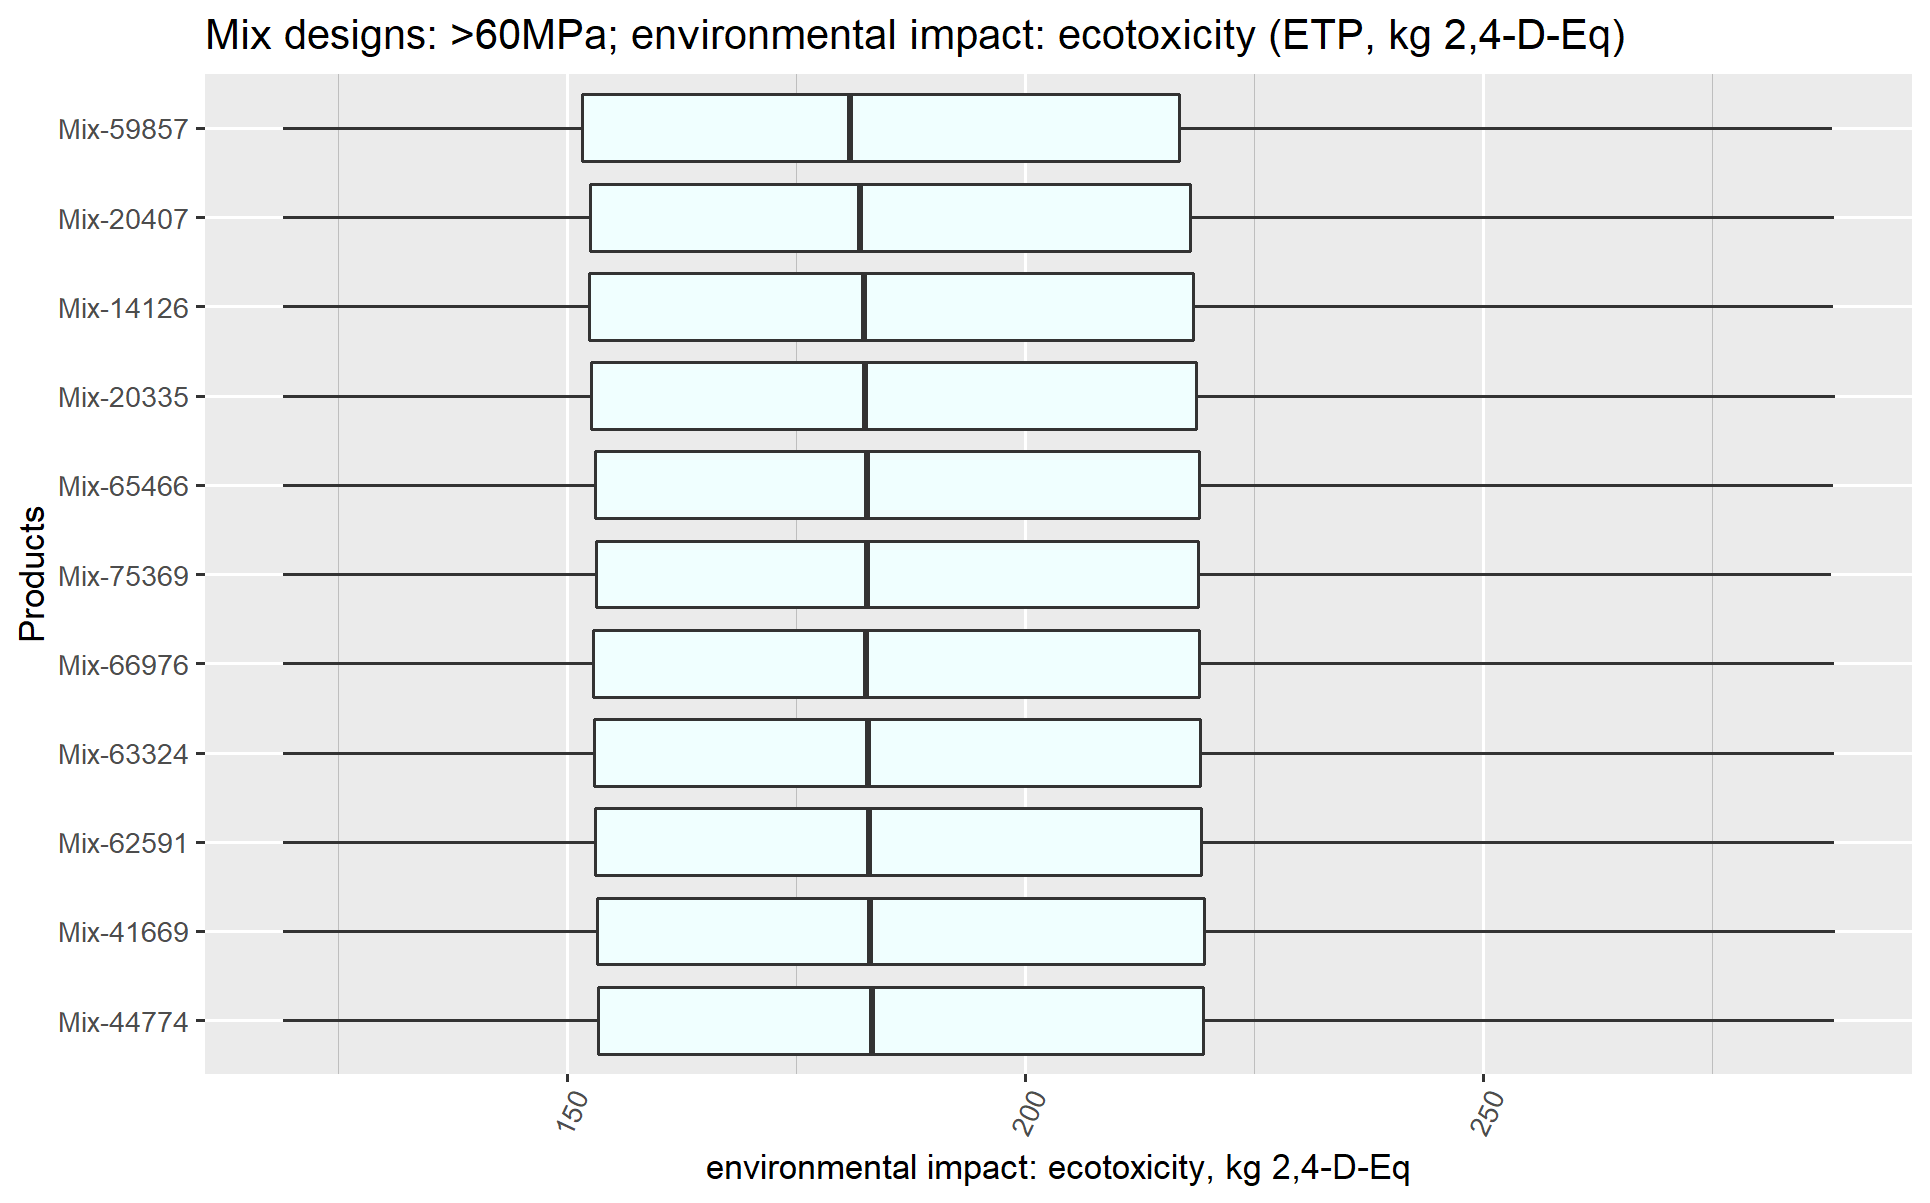 Mix designs: >60MPa; environmental impact: ecotoxicity (ETP, kg 2,4-D-Eq)
Products
Mix-59857
Mix-20407
Mix-14126
Mix-20335
Mix-65466
Mix-75369
Mix-66976
Mix-63324
Mix-62591
Mix-41669
Mix-44774
150
200
250
environmental impact: ecotoxicity, kg 2,4-D-Eq